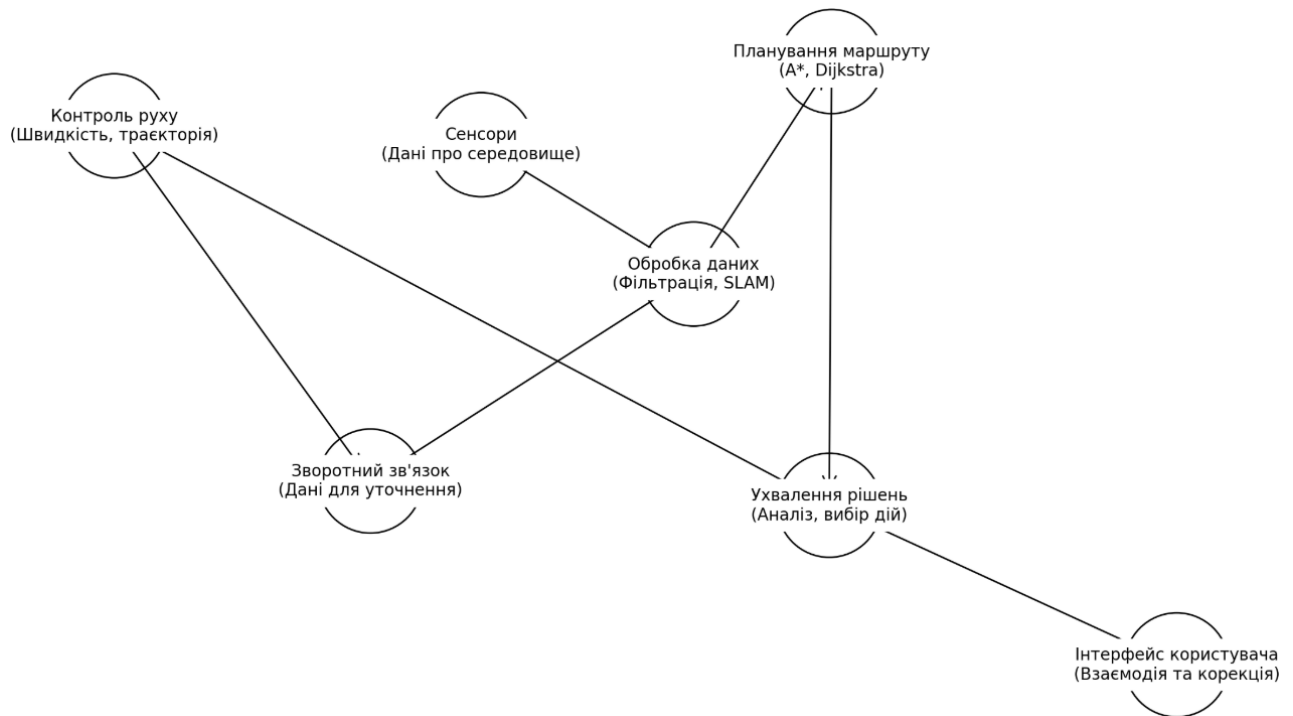 Планування маршруту
(A*, Dijkstra)
Контроль руху
(Швидкість, траєкторія)
Сенсори
(Дані про середовище)
Обробка даних
(Фільтрація, SLAM)
Зворотний зв'язок
(Дані для уточнення)
Ухвалення рішень
(Аналіз, вибір дій)
Інтерфейс користувача
(Взаємодія та корекція)